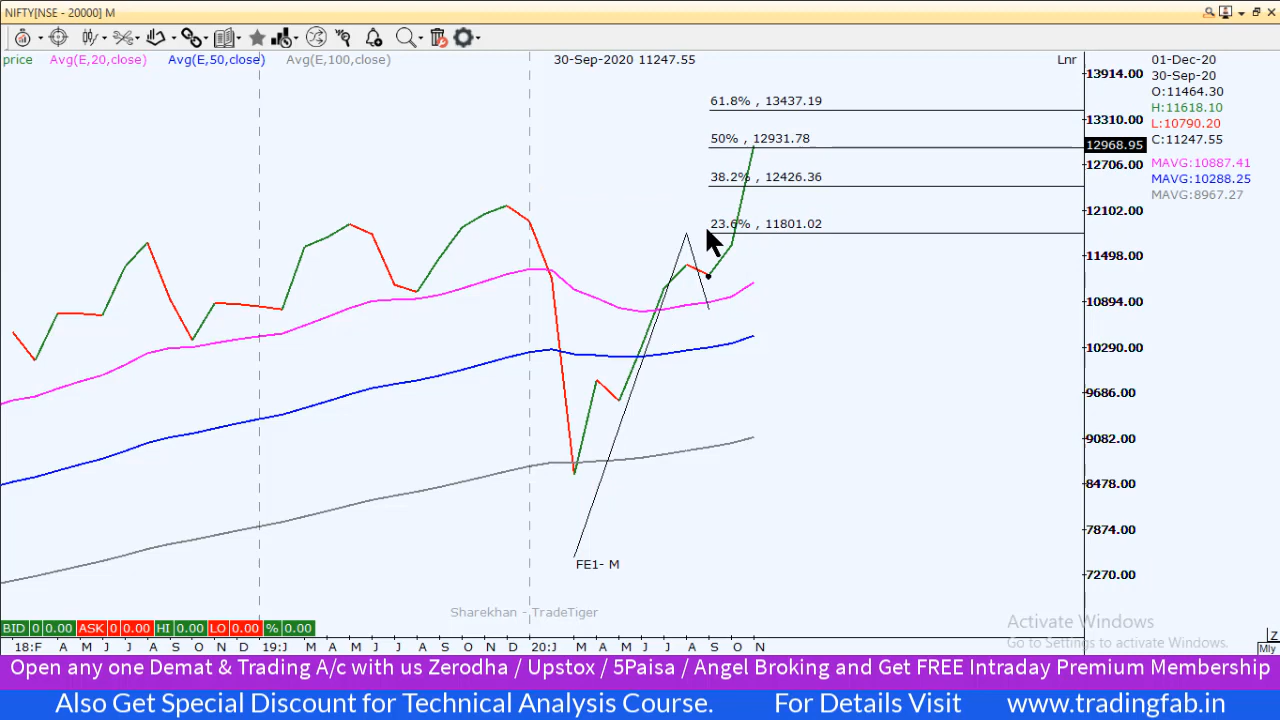 NIFTY[NSE - 20000] M
price Avg(E,20,close) Avg(E,50,close) Avg(E,100,close) 30-Sep-2020 11247.55 Lnr
01-Dec-20
30-Sep-20
O:11464.30
H:11618.10
L:10790.20
C:11247.55
MAVG:10887.41
MAVG:10288.25
MAVG:8967.27
13914.00
13310.00
12968.95
12706.00
12102.00
11498.00
10894.00
10290.00
9686.00
9082.00
8478.00
7874.00
7270.00
61.8% , 13437.19
50% , 12931.78
38.2% , 12426.36
23.6% , 11801.02
FE1- M
Sharekhan - TradeTiger
Activate Windows
Go to Settings to activate Windows.
BID 0 0.00 ASK 0 0.00 HI 0.00 LO 0.00 % 0.00
18:F A M J J A S O N D 19:J M A M J J A S O N D 20:J M A M J J A S O N
Z
Mly
Open any one Demat & Trading A/c with us Zerodha / Upstox / 5Paisa / Angel Broking and Get FREE Intraday Premium Membership
Also Get Special Discount for Technical Analysis Course. For Details Visit www.tradingfab.in